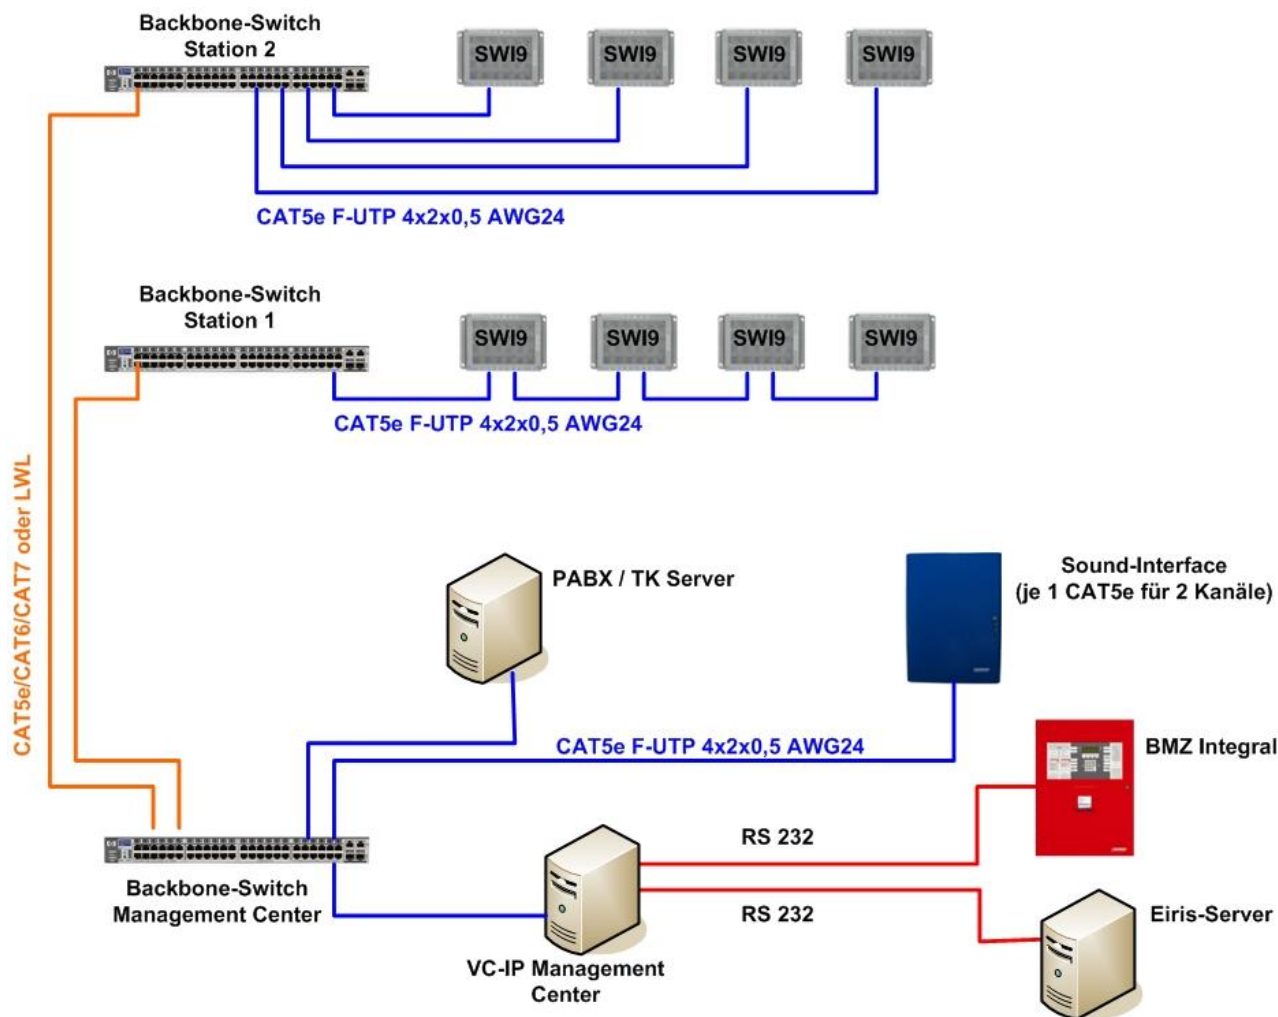 Backbone-Switch
Station 2
SWI9
SWI9
SWI9
SWI9
CAT5e F-UTP 4x2x0,5 AWG24
Backbone-Switch
Station 1
SWI9
SWI9
SWI9
SWI9
CAT5e F-UTP 4x2x0,5 AWG24
CAT5e/CAT6/CAT7 oder LWL
PABX / TK Server
Sound-Interface
(je 1 CAT5e für 2 Kanäle)
CAT5e F-UTP 4x2x0,5 AWG24
BMZ Integral
RS 232
Backbone-Switch
Management Center
RS 232
Eiris-Server
VC-IP Management
Center